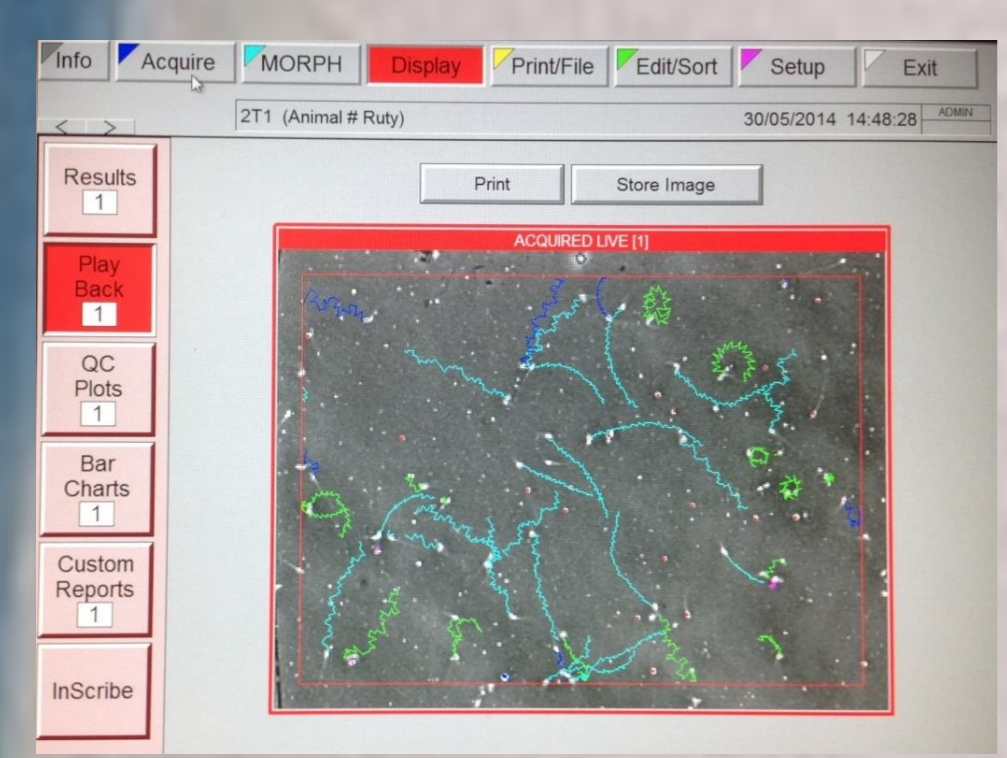 Info Acquire MORPH Display Print/File Edit/Sort Setup Exit
2T1 (Animal # Ruty) 30/05/2014 14:48:28 ADMIN
< >
Print Store Image
Results
1
Play
Back
1
QC
Plots
1
Bar
Charts
1
Custom
Reports
1
InScribe
ACQUIRED LIVE [1]